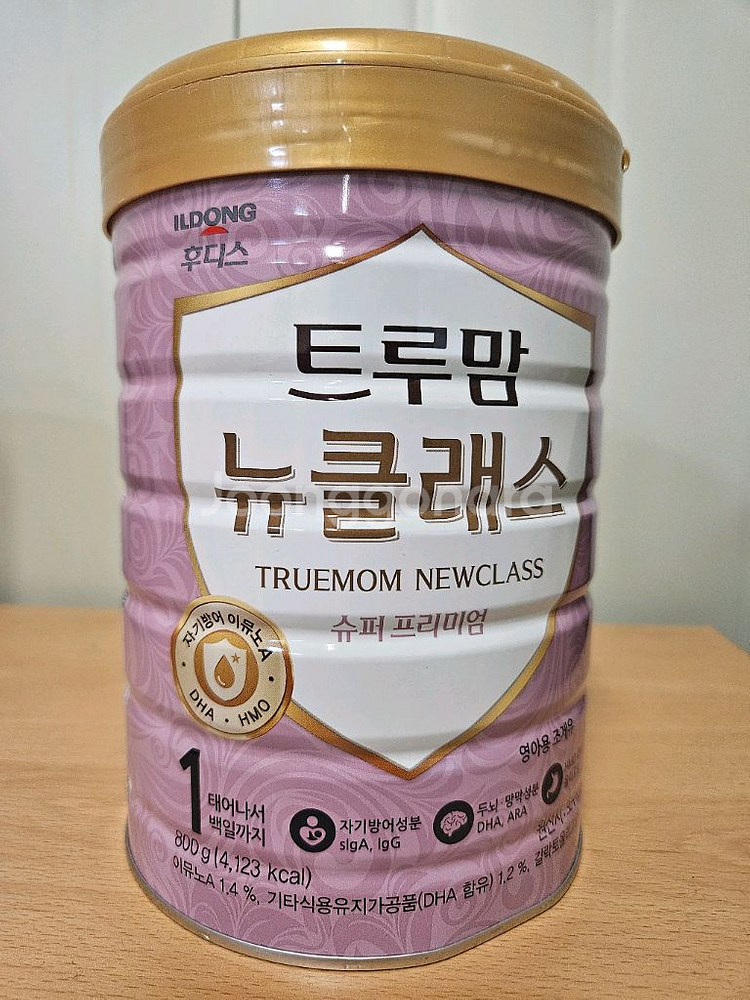 ILDONG
후디스
트루맘
뉴클래스
Joonggonara
TRUEMOM NEWCLASS
슈퍼 프리미엄
자기방어 이뮤노A
DHA · HMO
영아용 조제유
1
태어나서
백일까지
자기방어성분
sIgA, IgG
두뇌·망막성분
DHA, ARA
800 g (4,123 kcal)
이뮤노A 1.4 %, 기타식용유지가공품(DHA 함유) 1.2 %,